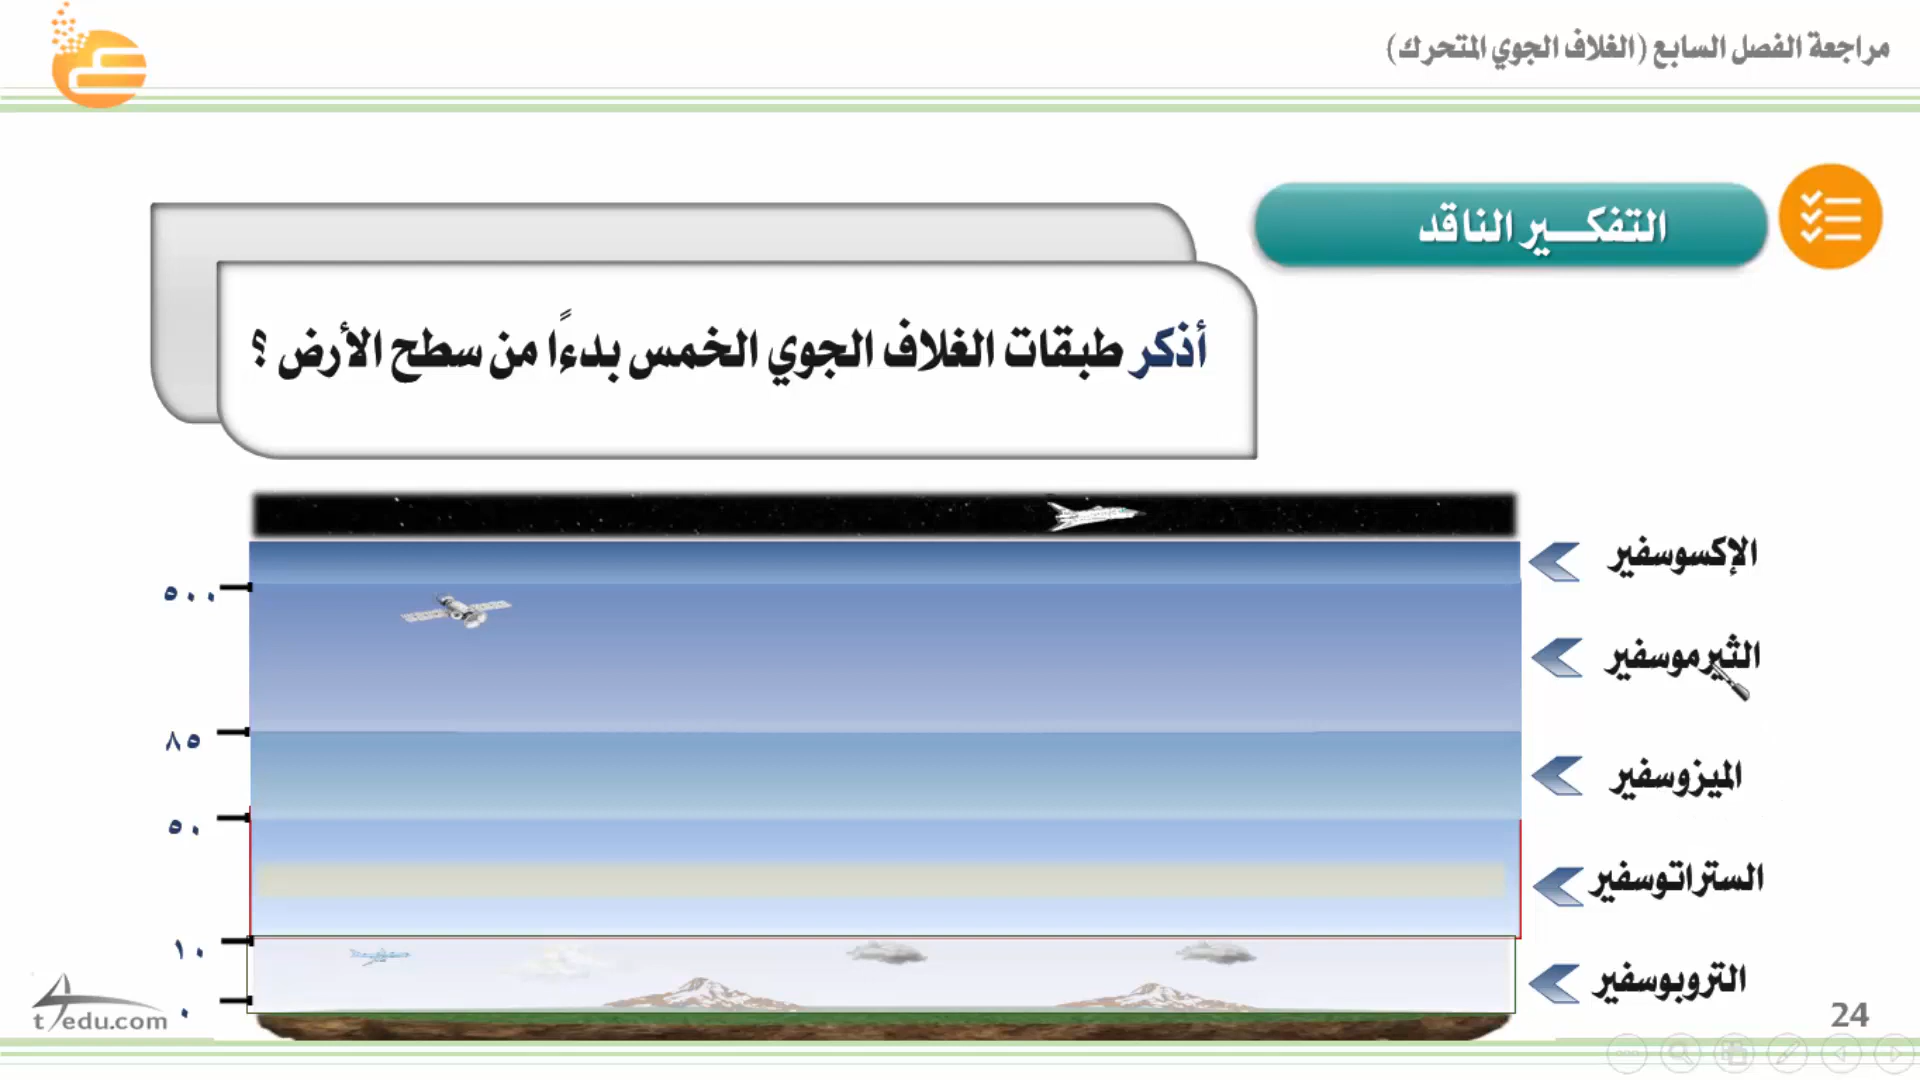 مراجعة الفصل السابع (الغلاف الجوي المتحرك)
التفكـــير الناقد
أذكر طبقات الغلاف الجوي الخمس بدءًا من سطح الأرض ؟
الإكسوسفير
٥٠٠
الثيرموسفير
٨٥
الميزوسفير
٥٠
الستراتوسفير
١٠
التروبوسفير
٠
t4edu.com
24